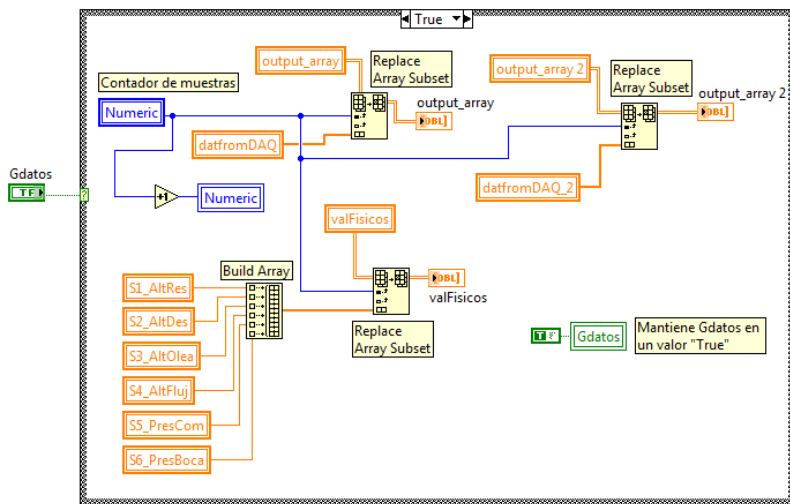 True
output_array
Replace
Array Subset
output_array 2
Replace
Array Subset
Contador de muestras
Numeric
output_array
DBL]
output_array 2
DBL]
datfromDAQ
Gdatos
TF
?
+1
Numeric
datfromDAQ_2
valFisicos
Build Array
DBL]
valFisicos
S1_AltRes
S2_AltDes
S3_AltOlea
S4_AltFluj
S5_PresCom
S6_PresBoca
Replace
Array Subset
T
Gdatos
Mantiene Gdatos en
un valor "True"